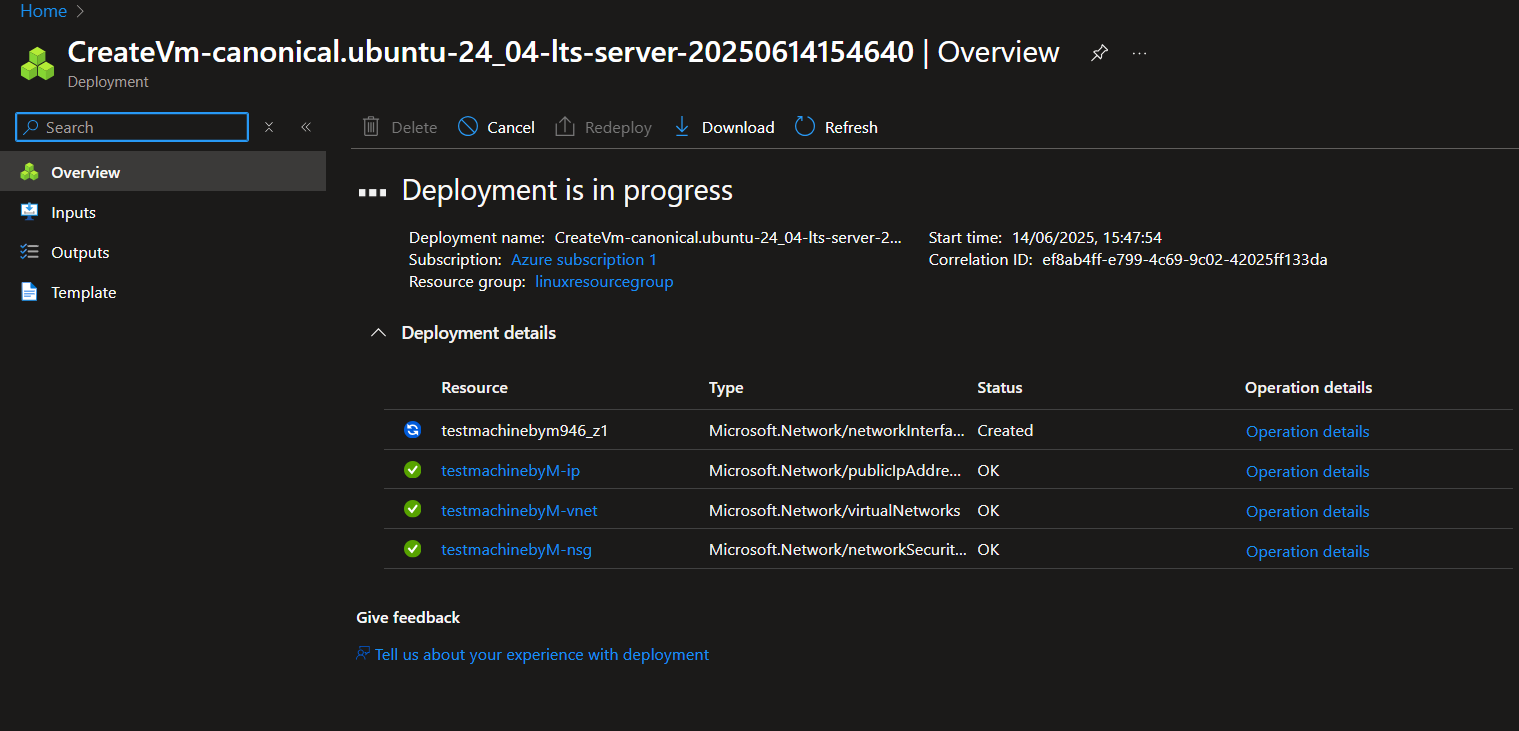 Home
CreateVm-canonical.ubuntu-24_04-lts-server-20250614154640 | Overview
Deployment
Search
Delete Cancel Redeploy Download Refresh
Overview
Inputs
Outputs
Template
Deployment is in progress
Deployment name: CreateVm-canonical.ubuntu-24_04-lts-server-2... Start time: 14/06/2025, 15:47:54
Subscription: Azure subscription 1 Correlation ID: ef8ab4ff-e799-4c69-9c02-42025ff133da
Resource group: linuxresourcegroup
Deployment details
Resource Type Status Operation details
testmachinebym946_z1 Microsoft.Network/networkInterfa... Created Operation details
testmachinebyM-ip Microsoft.Network/publicIpAddre... OK Operation details
testmachinebyM-vnet Microsoft.Network/virtualNetworks OK Operation details
testmachinebyM-nsg Microsoft.Network/networkSecurit... OK Operation details
Give feedback
Tell us about your experience with deployment